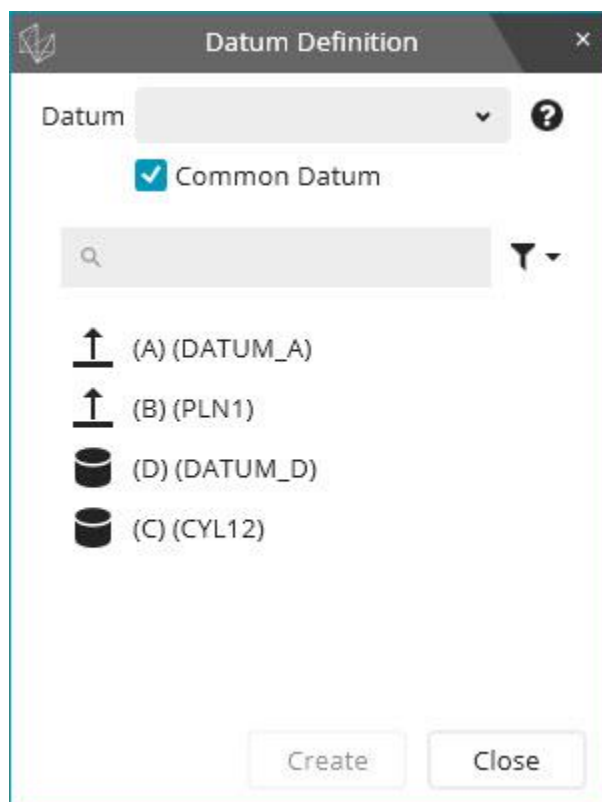 Datum Definition
Datum
Common Datum
(A) (DATUM_A)
(B) (PLN1)
(D) (DATUM_D)
(C) (CYL12)
Create Close